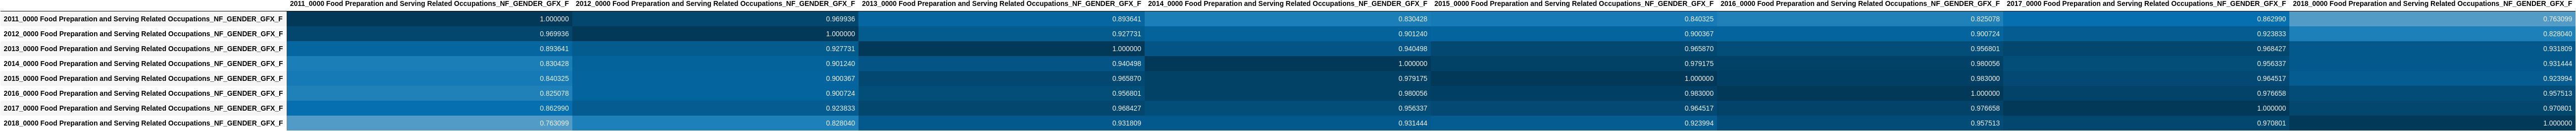 2011_0000 Food Preparation and Serving Related Occupations_NF_GENDER_GFX_F 2012_0000 Food Preparation and Serving Related Occupations_NF_GENDER_GFX_F 2013_0000 Food Preparation and Serving Related Occupations_NF_GENDER_GFX_F 2014_0000 Food Preparation and Serving Related Occupations_NF_GENDER_GFX_F 2015_0000 Food Preparation and Serving Related Occupations_NF_GENDER_GFX_F 2016_0000 Food Preparation and Serving Related Occupations_NF_GENDER_GFX_F 2017_0000 Food Preparation and Serving Related Occupations_NF_GENDER_GFX_F 2018_0000 Food Preparation and Serving Related Occupations_NF_GENDER_GFX_F
2011_0000 Food Preparation and Serving Related Occupations_NF_GENDER_GFX_F 1.000000 0.969936 0.893641 0.830428 0.840325 0.825078 0.862990 0.763099
2012_0000 Food Preparation and Serving Related Occupations_NF_GENDER_GFX_F 0.969936 1.000000 0.927731 0.901240 0.900367 0.900724 0.923833 0.828040
2013_0000 Food Preparation and Serving Related Occupations_NF_GENDER_GFX_F 0.893641 0.927731 1.000000 0.940498 0.965870 0.956801 0.968427 0.931809
2014_0000 Food Preparation and Serving Related Occupations_NF_GENDER_GFX_F 0.830428 0.901240 0.940498 1.000000 0.979175 0.980056 0.956337 0.931444
2015_0000 Food Preparation and Serving Related Occupations_NF_GENDER_GFX_F 0.840325 0.900367 0.965870 0.979175 1.000000 0.983000 0.964517 0.923994
2016_0000 Food Preparation and Serving Related Occupations_NF_GENDER_GFX_F 0.825078 0.900724 0.956801 0.980056 0.983000 1.000000 0.976658 0.957513
2017_0000 Food Preparation and Serving Related Occupations_NF_GENDER_GFX_F 0.862990 0.923833 0.968427 0.956337 0.964517 0.976658 1.000000 0.970801
2018_0000 Food Preparation and Serving Related Occupations_NF_GENDER_GFX_F 0.763099 0.828040 0.931809 0.931444 0.923994 0.957513 0.970801 1.000000